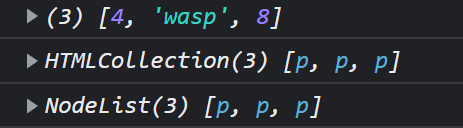 (3) [4, 'wasp', 8]
HTMLCollection(3) [p, p, p]
NodeList(3) [p, p, p]